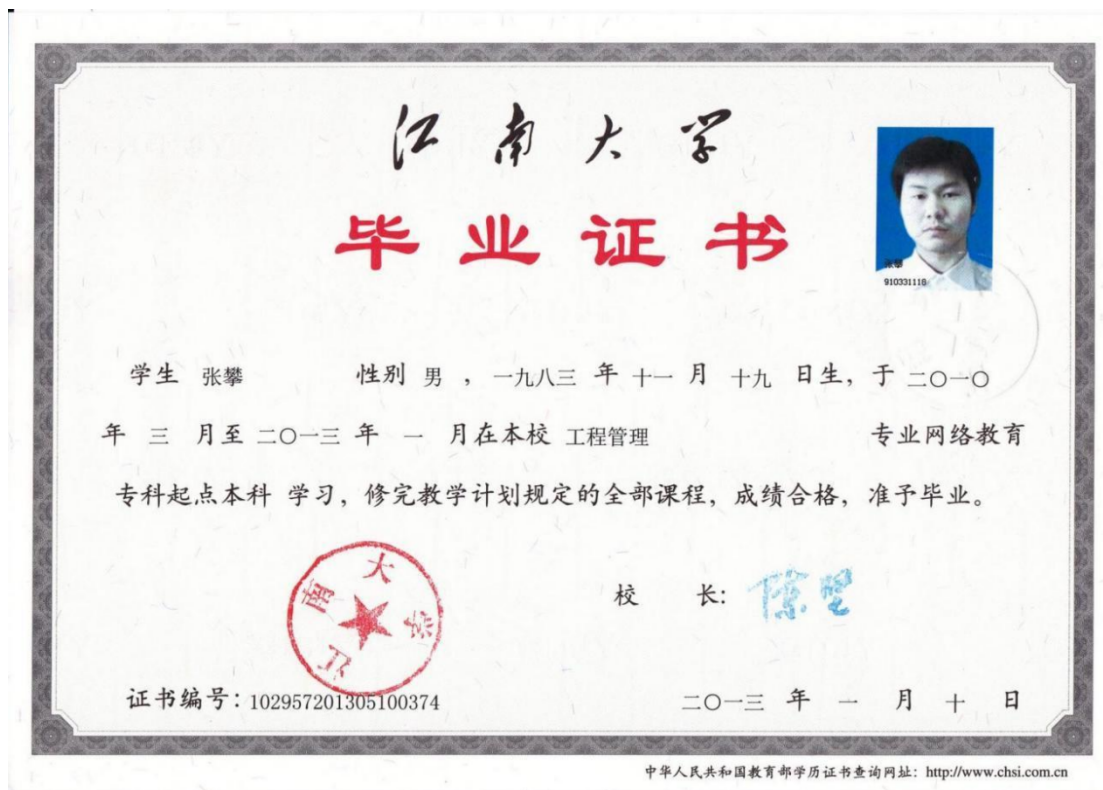 江南大学
毕业证书
张攀
910331118
学生 张攀 性别 男 ，一九八三 年 十一 月 十九 日生，于 二〇一〇
年 三 月至 二〇一三 年 一 月在本校 工程管理 专业网络教育
专科起点本科 学习，修完教学计划规定的全部课程，成绩合格，准予毕业。
江南大学
校 长：陈坚
证书编号：102957201305100374
二〇一三 年 一 月 十 日
中华人民共和国教育部学历证书查询网址：http://www.chsi.com.cn